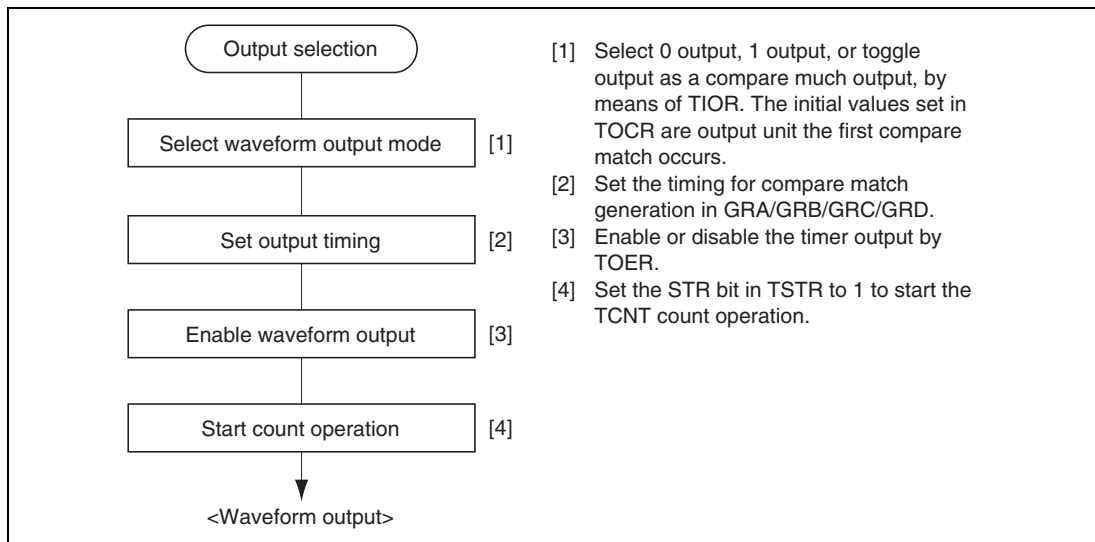 Output selection
Select waveform output mode [1]
Set output timing [2]
Enable waveform output [3]
Start count operation [4]
<Waveform output>
[1] Select 0 output, 1 output, or toggle
output as a compare much output, by
means of TIOR. The initial values set in
TOCR are output unit the first compare
match occurs.
[2] Set the timing for compare match
generation in GRA/GRB/GRC/GRD.
[3] Enable or disable the timer output by
TOER.
[4] Set the STR bit in TSTR to 1 to start the
TCNT count operation.